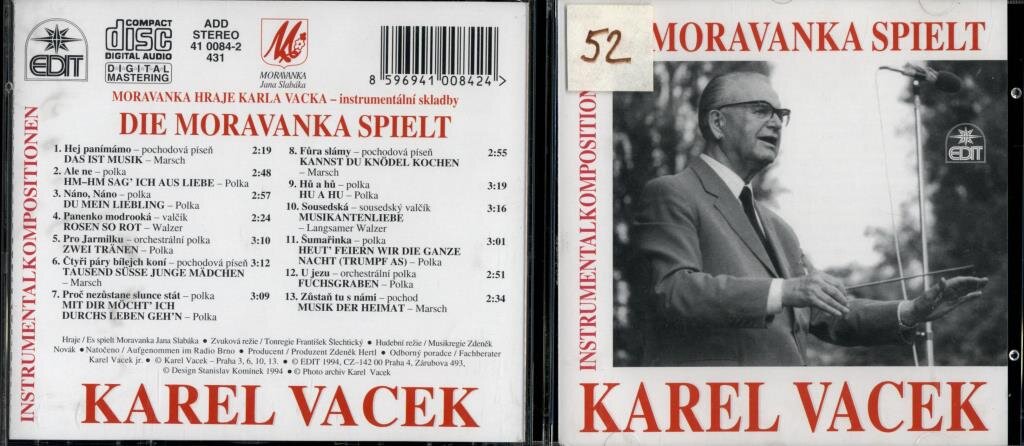 EDIT
COMPACT
disc
DIGITAL AUDIO
DIGITAL
MASTERING
ADD
STEREO
41 0084-2
431
MORAVANKA
Jana Slabáka
8 596941 008424 >
MORAVANKA HRAJE KARLA VACKA – instrumentální skladby
DIE MORAVANKA SPIELT
INSTRUMENTALKOMPOSITIONEN
1. Hej panímámo – pochodová píseň 2:19
DAS IST MUSIK – Marsch
2. Ale ne – polka 2:48
HM–HM SAG' ICH AUS LIEBE – Polka
3. Náno, Náno – polka 2:57
DU MEIN LIEBLING – Polka
4. Panenko modrooká – valčík 2:24
ROSEN SO ROT – Walzer
5. Pro Jarmilku – orchestrální polka 3:10
ZWEI TRÄNEN – Polka
6. Čtyři páry bílejch koní – pochodová píseň 3:12
TAUSEND SÜSSE JUNGE MÄDCHEN
– Marsch
7. Proč nezůstane slunce stát – polka 3:09
MIT DIR MÖCHT' ICH
DURCHS LEBEN GEH'N – Polka
8. Fůra slámy – pochodová píseň 2:55
KANNST DU KNÖDEL KOCHEN
– Marsch
9. Hů a hů – polka 3:19
HU A HU – Polka
10. Sousedská – sousedský valčík 3:16
MUSIKANTENLIEBE
– Langsamer Walzer
11. Šumařinka – polka 3:01
HEUT' FEIERN WIR DIE GANZE
NACHT (TRUMPF AS) – Polka
12. U jezu – orchestrální polka 2:51
FUCHSGRABEN – Polka
13. Zůstaň tu s námi – pochod 2:34
MUSIK DER HEIMAT – Marsch
Hraje / Es spielt Moravanka Jana Slabáka ● Zvuková režie / Tonregie František Šlechtický ● Hudební režie / Musikregie Zdeněk
Novák ● Natočeno / Aufgenommen im Radio Brno ● Producent / Produzent Zdeněk Hertl ● Odborný poradce / Fachberater
Karel Vacek jr. ● © Karel Vacek – Praha 3, 6, 10, 13. ● © EDIT 1994, CZ–142 00 Praha 4, Zárubova 493,
© Design Stanislav Komínek 1994 ● © Photo archiv Karel Vacek
KAREL VACEK
52
MORAVANKA SPIELT
INSTRUMENTALKOMPOSITION
EDIT
KAREL VACEK